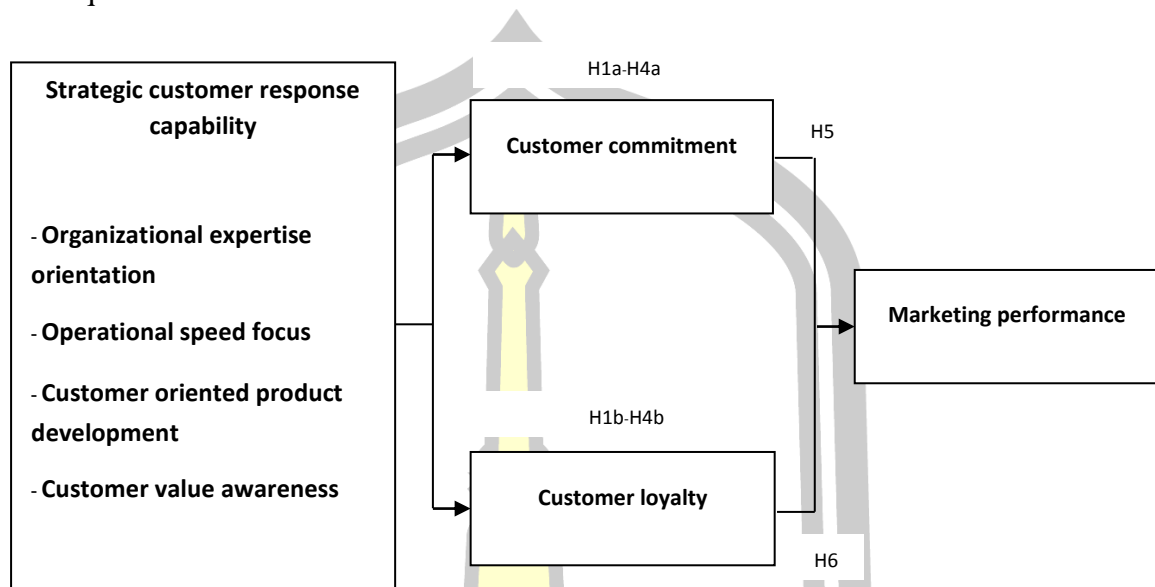 H1a-H4a
Strategic customer response
capability
Customer commitment
H5
- Organizational expertise
orientation
- Operational speed focus
Marketing performance
- Customer oriented product
development
H1b-H4b
- Customer value awareness
Customer loyalty
H6